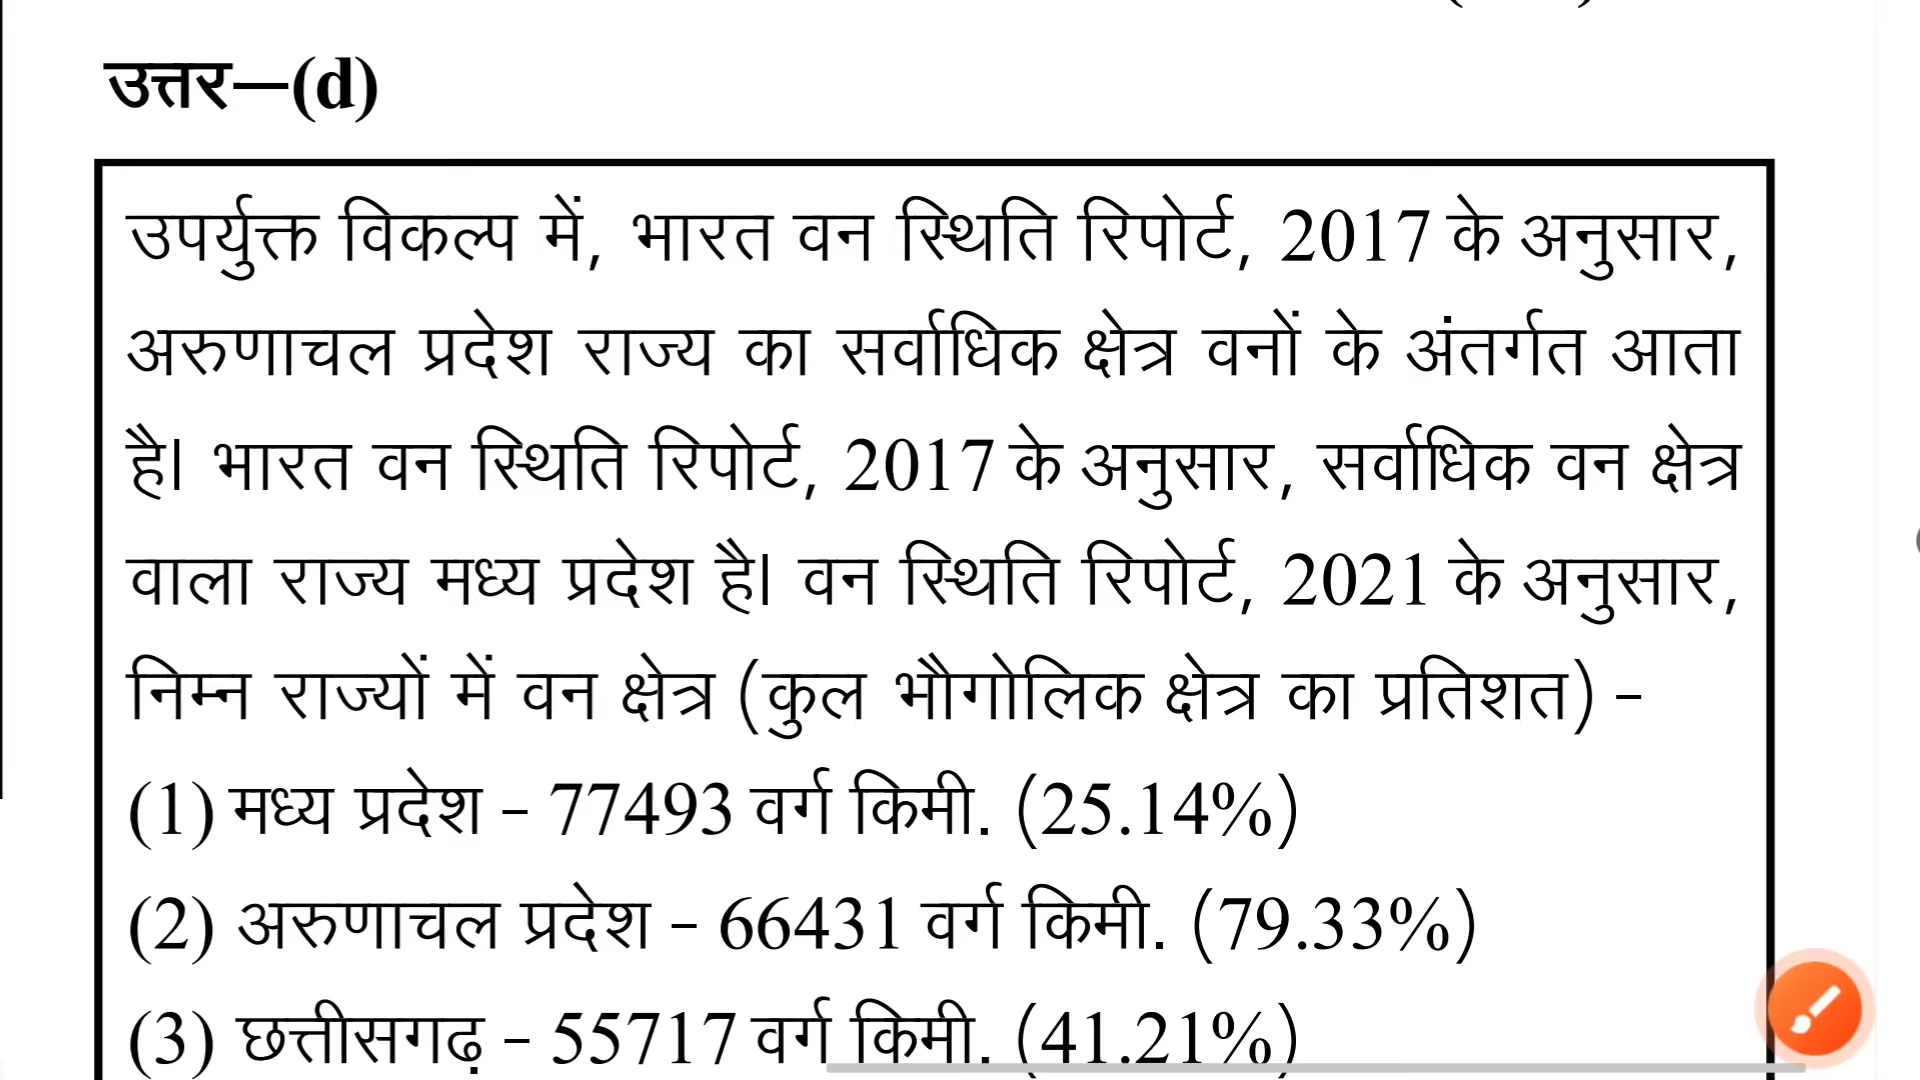 उत्तर—(d)
उपर्युक्त विकल्प में, भारत वन स्थिति रिपोर्ट, 2017 के अनुसार,
अरुणाचल प्रदेश राज्य का सर्वाधिक क्षेत्र वनों के अंतर्गत आता
है। भारत वन स्थिति रिपोर्ट, 2017 के अनुसार, सर्वाधिक वन क्षेत्र
वाला राज्य मध्य प्रदेश है। वन स्थिति रिपोर्ट, 2021 के अनुसार,
निम्न राज्यों में वन क्षेत्र (कुल भौगोलिक क्षेत्र का प्रतिशत) -
(1) मध्य प्रदेश - 77493 वर्ग किमी. (25.14%)
(2) अरुणाचल प्रदेश - 66431 वर्ग किमी. (79.33%)
(3) छत्तीसगढ़ - 55717 वर्ग किमी. (41.21%)